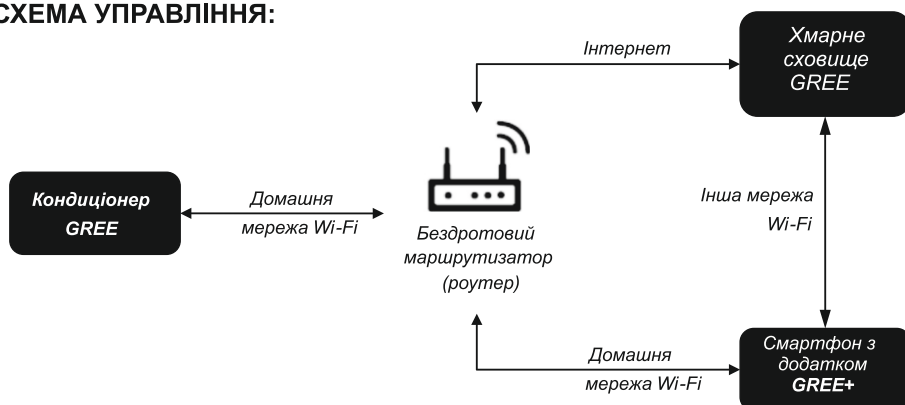 СХЕМА УПРАВЛІННЯ:
Інтернет
Хмарне
сховище
GREE
Кондиціонер
GREE
Домашня
мережа Wi-Fi
Бездротовий
маршрутизатор
(роутер)
Інша мережа
Wi-Fi
Домашня
мережа Wi-Fi
Смартфон з
додатком
GREE+